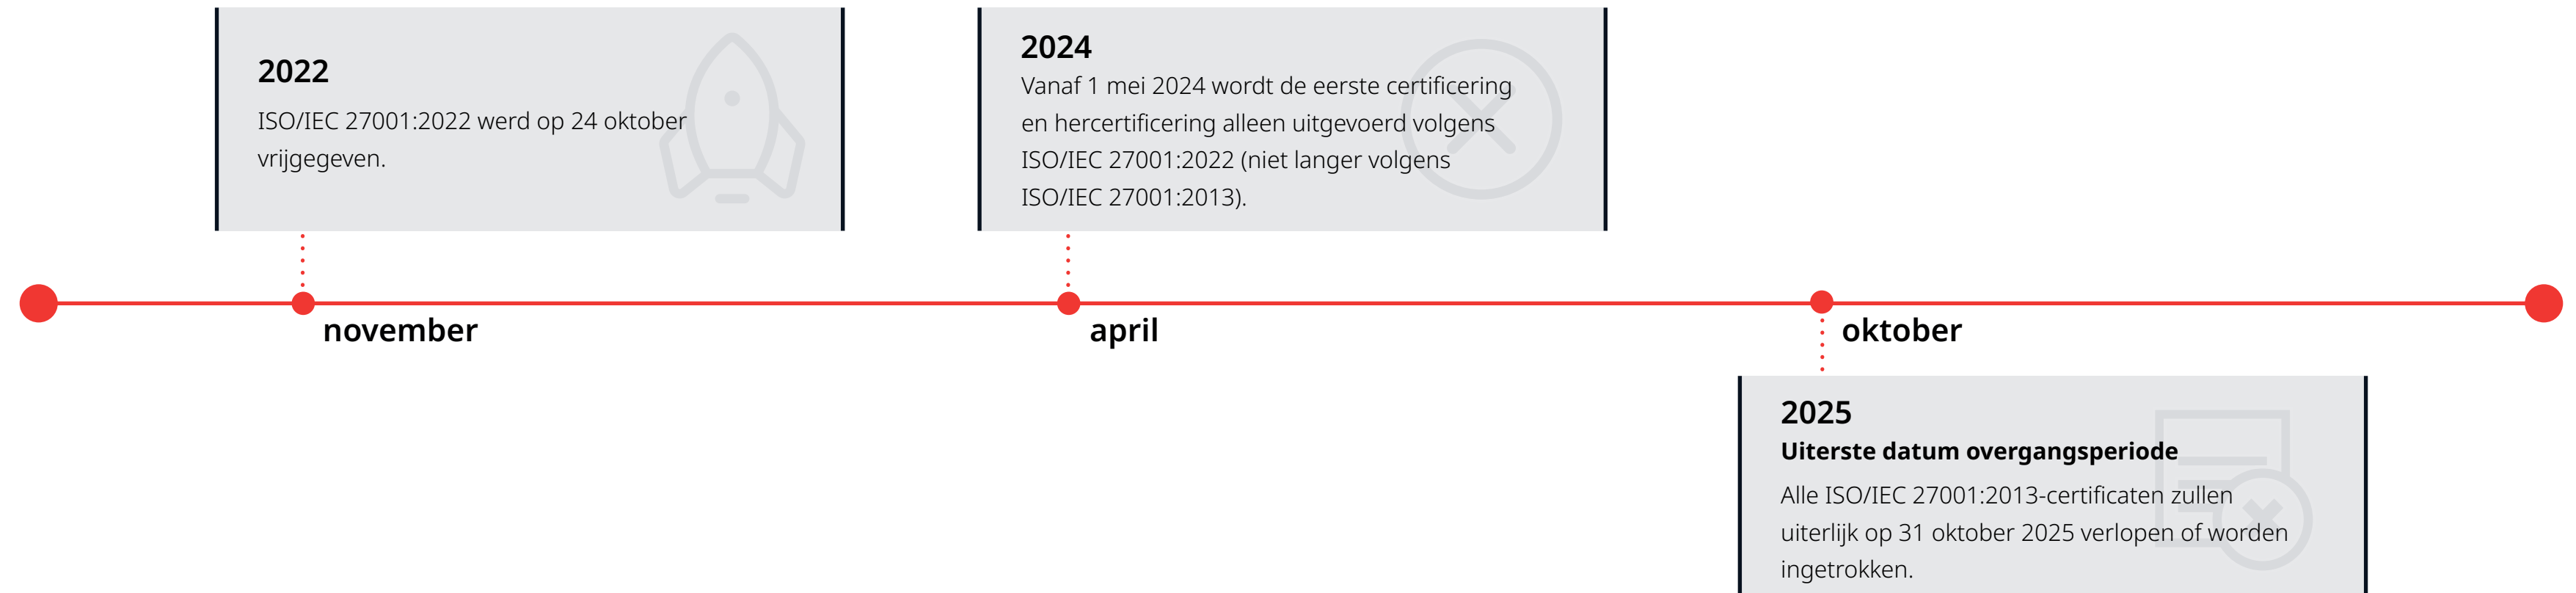 2022
ISO/IEC 27001:2022 werd op 24 oktober
vrijgegeven.
2024
Vanaf 1 mei 2024 wordt de eerste certificering
en hercertificering alleen uitgevoerd volgens
ISO/IEC 27001:2022 (niet langer volgens
ISO/IEC 27001:2013).
november
april
oktober
2025
Uiterste datum overgangsperiode
Alle ISO/IEC 27001:2013-certificaten zullen
uiterlijk op 31 oktober 2025 verlopen of worden
ingetrokken.